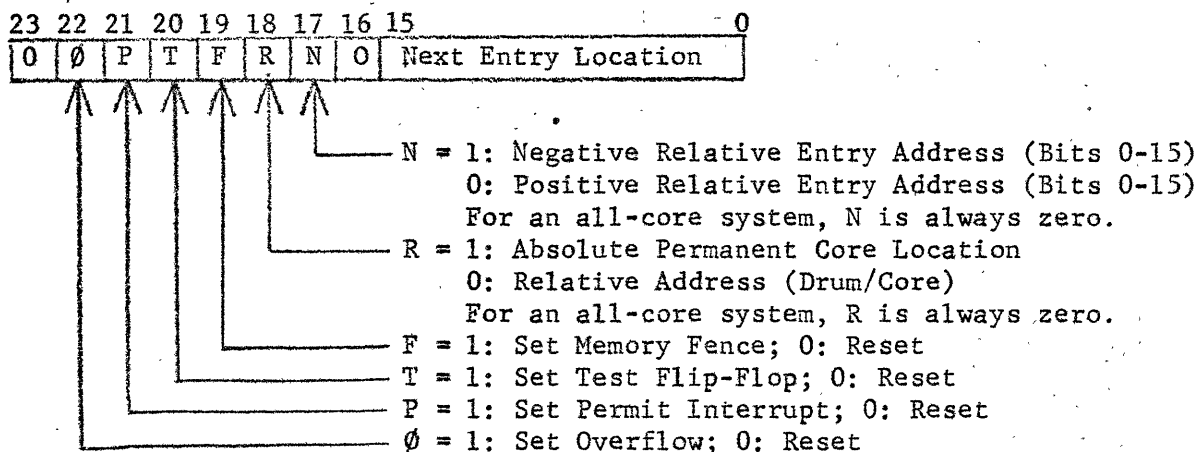 23 22 21 20 19 18 17 16 15 0
0 Ø P T F R N 0 Next Entry Location
N = 1: Negative Relative Entry Address (Bits 0-15)
0: Positive Relative Entry Address (Bits 0-15)
For an all-core system, N is always zero.
R = 1: Absolute Permanent Core Location
0: Relative Address (Drum/Core)
For an all-core system, R is always zero.
F = 1: Set Memory Fence; 0: Reset
T = 1: Set Test Flip-Flop; 0: Reset
P = 1: Set Permit Interrupt; 0: Reset
Ø = 1: Set Overflow; 0: Reset